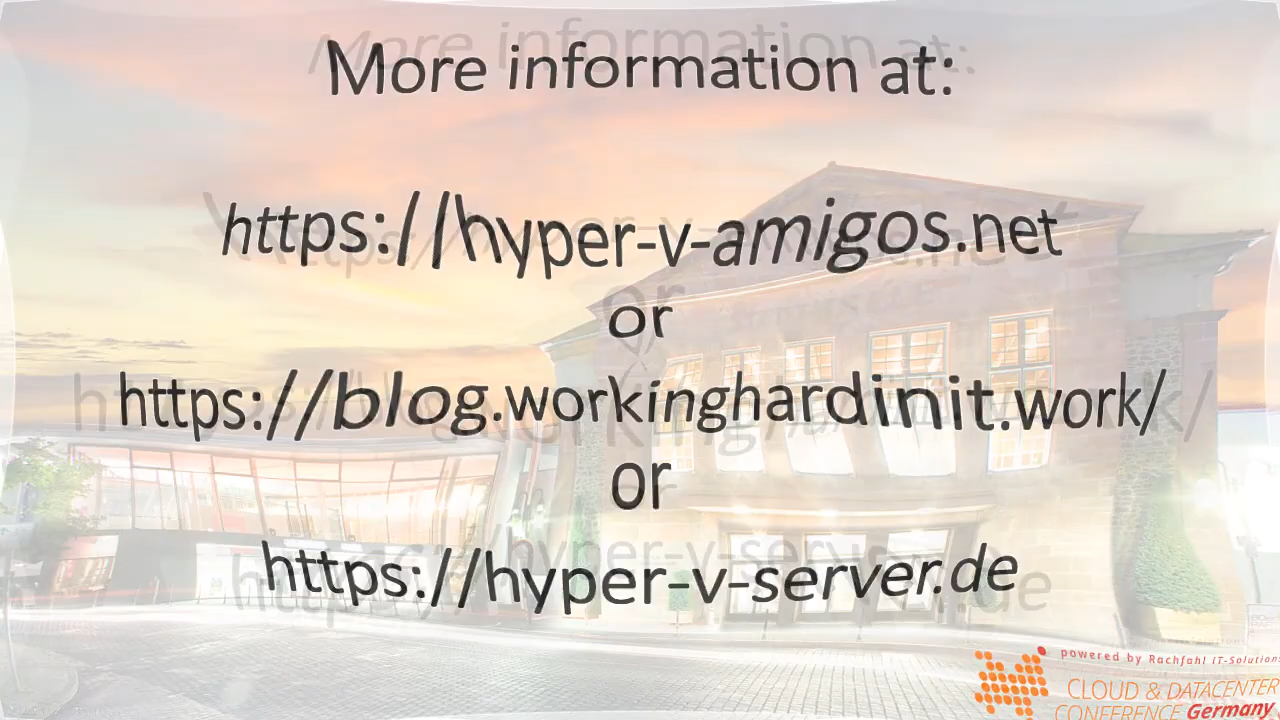 More information at:
https://hyper-v-amigos.net
or
https://blog.workinghardinit.work/
or
https://hyper-v-server.de
powered by Rachfahl IT-Solutions
CLOUD & DATACENTER
CONFERENCE Germany